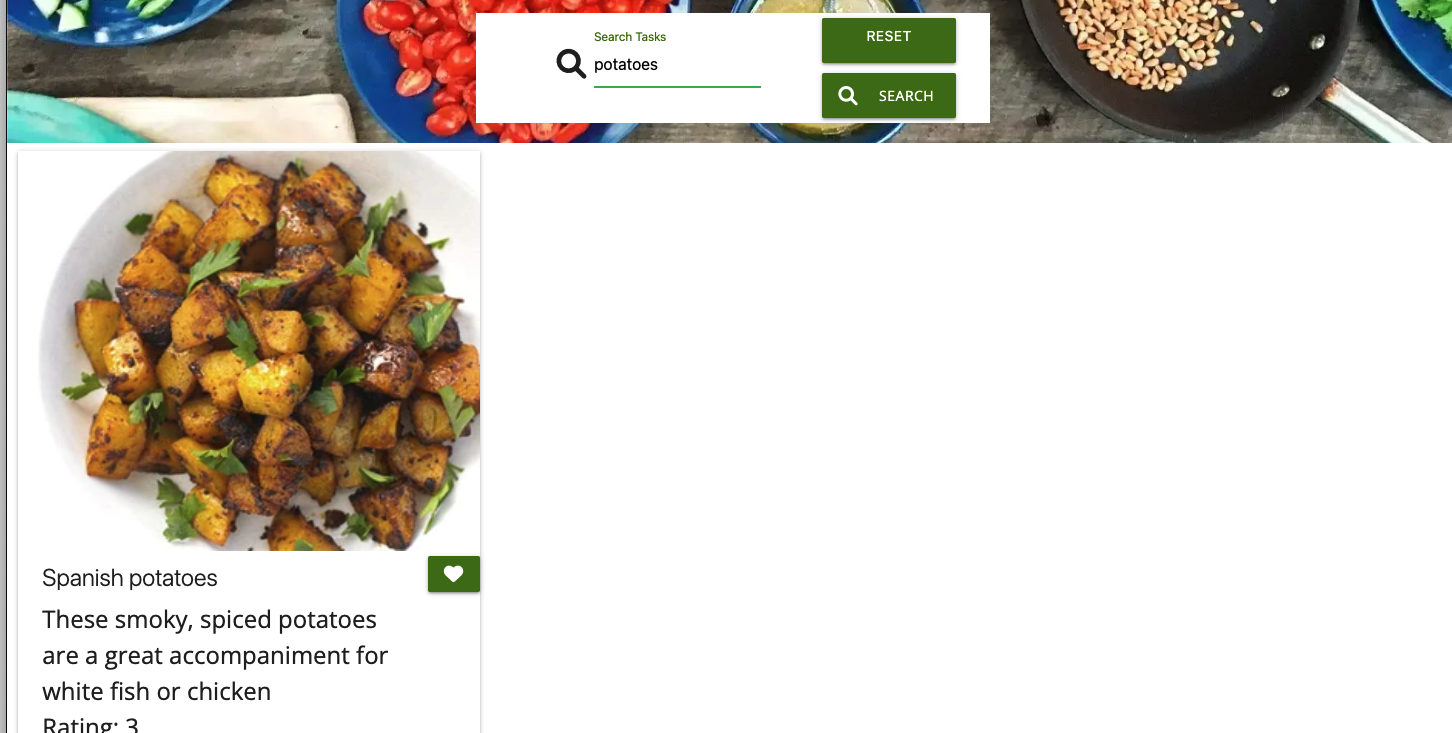 Search Tasks
potatoes
RESET
SEARCH
Spanish potatoes
These smoky, spiced potatoes
are a great accompaniment for
white fish or chicken
Rating: 3